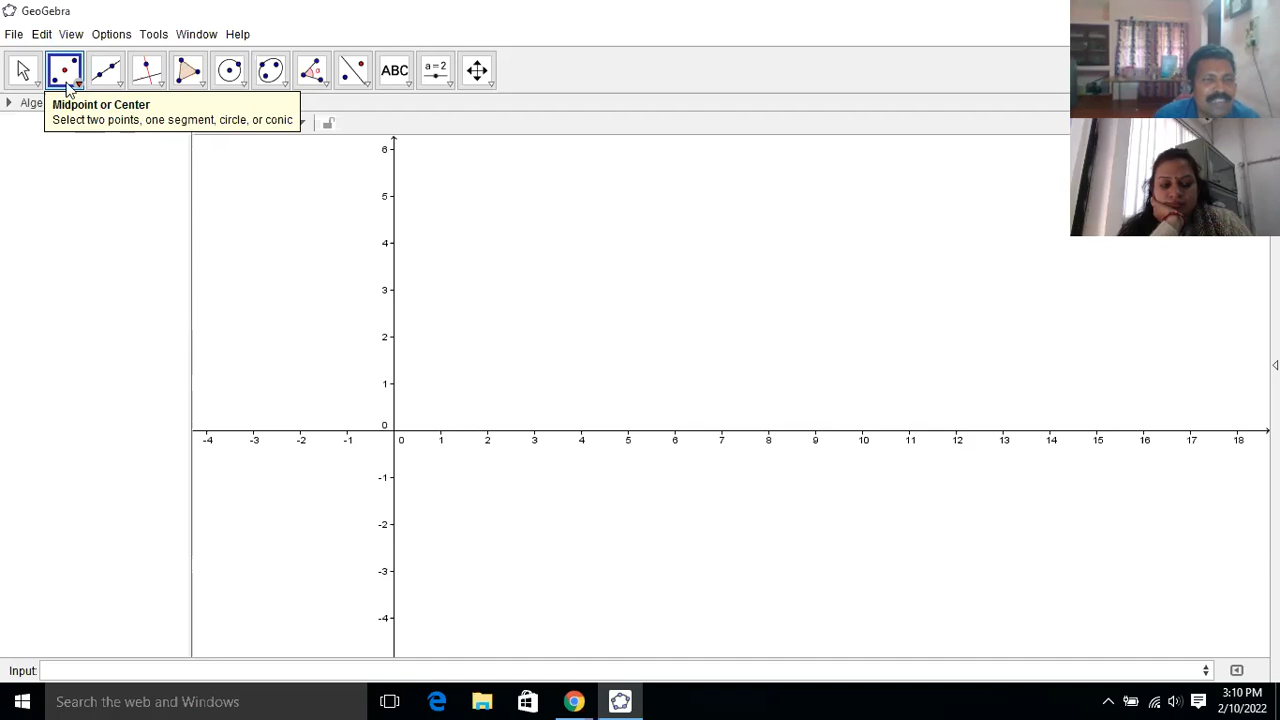 GeoGebra
File Edit View Options Tools Window Help
ABC a=2
Alge
Midpoint or Center
Select two points, one segment, circle, or conic
6
5
4
3
2
1
0
-4 -3 -2 -1 0 1 2 3 4 5 6 7 8 9 10 11 12 13 14 15 16 17 18
-1
-2
-3
-4
Input:
Search the web and Windows
3:10 PM
2/10/2022